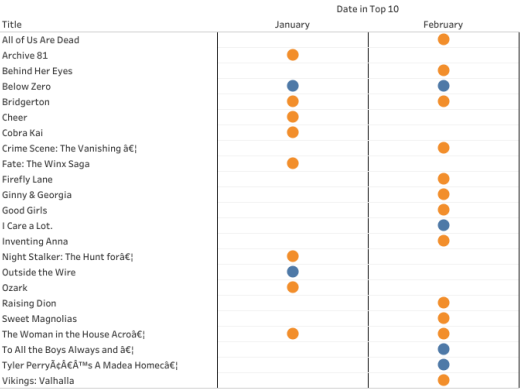 Date in Top 10
Title January February
All of Us Are Dead
Archive 81
Behind Her Eyes
Below Zero
Bridgerton
Cheer
Cobra Kai
Crime Scene: The Vanishing â€¦
Fate: The Winx Saga
Firefly Lane
Ginny & Georgia
Good Girls
I Care a Lot.
Inventing Anna
Night Stalker: The Hunt forâ€¦
Outside the Wire
Ozark
Raising Dion
Sweet Magnolias
The Woman in the House Acroâ€¦
To All the Boys Always and â€¦
Tyler PerryÃ¢Â€Â™s A Madea Homecâ€¦
Vikings: Valhalla